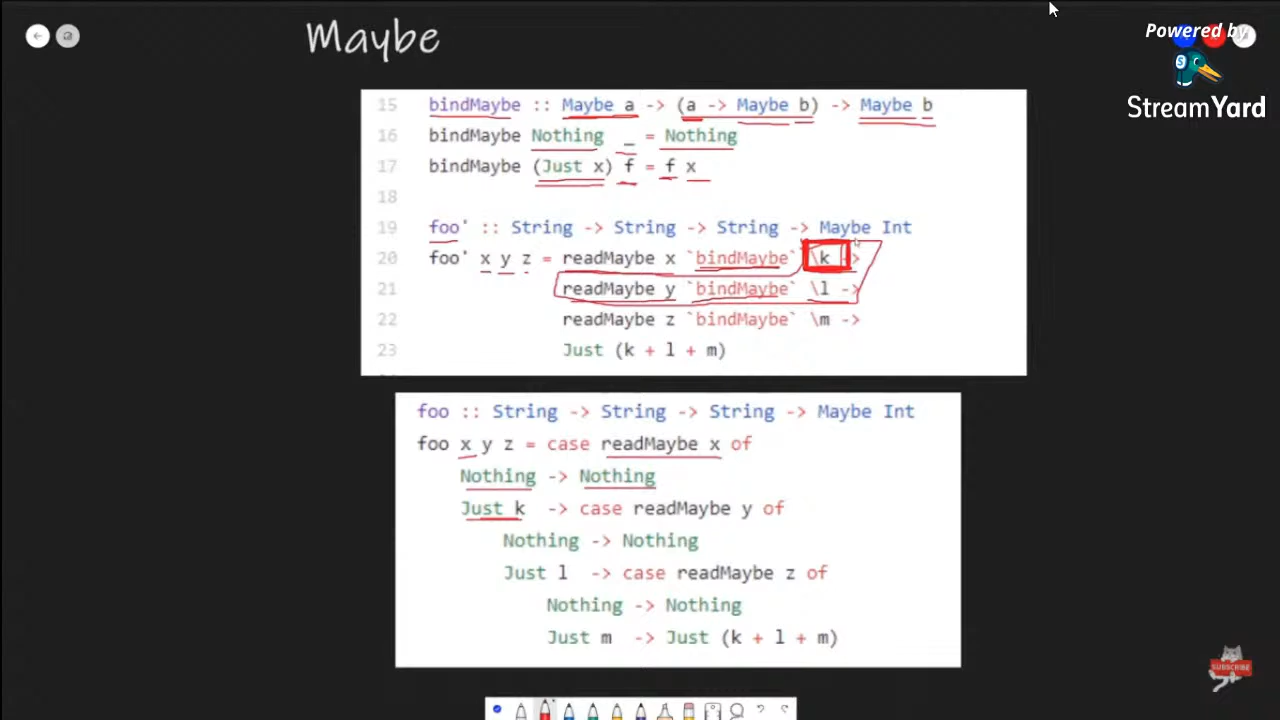 Maybe
Powered by
StreamYard
15 bindMaybe :: Maybe a -> (a -> Maybe b) -> Maybe b
16 bindMaybe Nothing _ = Nothing
17 bindMaybe (Just x) f = f x
18
19 foo' :: String -> String -> String -> Maybe Int
20 foo' x y z = readMaybe x `bindMaybe` \k ->
21 readMaybe y `bindMaybe` \l ->
22 readMaybe z `bindMaybe` \m ->
23 Just (k + l + m)
foo :: String -> String -> String -> Maybe Int
foo x y z = case readMaybe x of
Nothing -> Nothing
Just k -> case readMaybe y of
Nothing -> Nothing
Just l -> case readMaybe z of
Nothing -> Nothing
Just m -> Just (k + l + m)
SUBSCRIBE